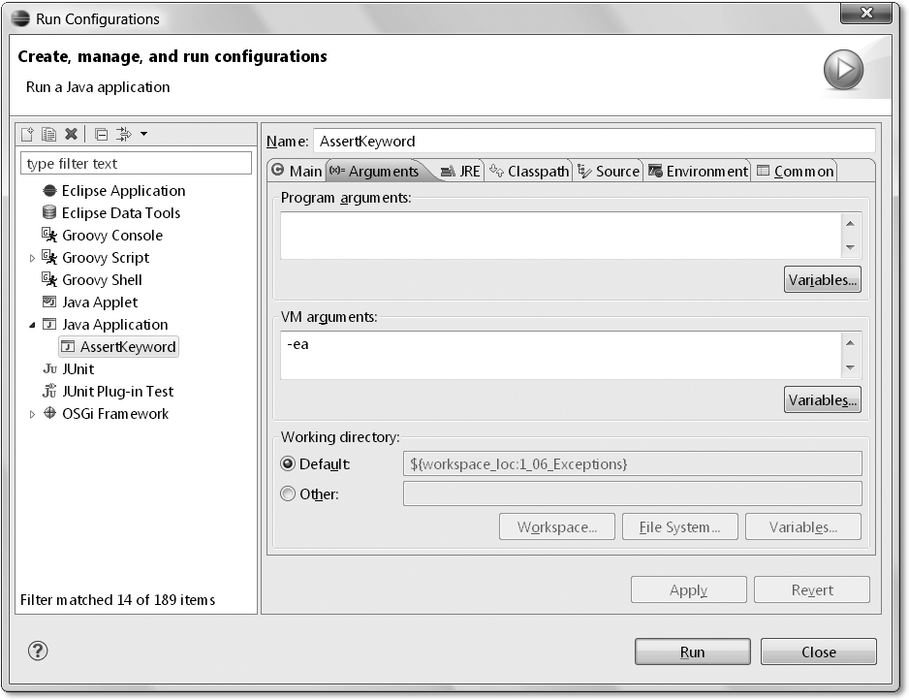 Run Configurations
Create, manage, and run configurations
Run a Java application
type filter text
Eclipse Application
Eclipse Data Tools
Groovy Console
Groovy Script
Groovy Shell
Java Applet
Java Application
AssertKeyword
JUnit
JUnit Plug-in Test
OSGi Framework
Filter matched 14 of 189 items
Name: AssertKeyword
Main (x)= Arguments JRE Classpath Source Environment Common
Program arguments:
Variables...
VM arguments:
-ea
Variables...
Working directory:
Default: ${workspace_loc:1_06_Exceptions}
Other:
Workspace... File System... Variables...
Apply Revert
? Run Close